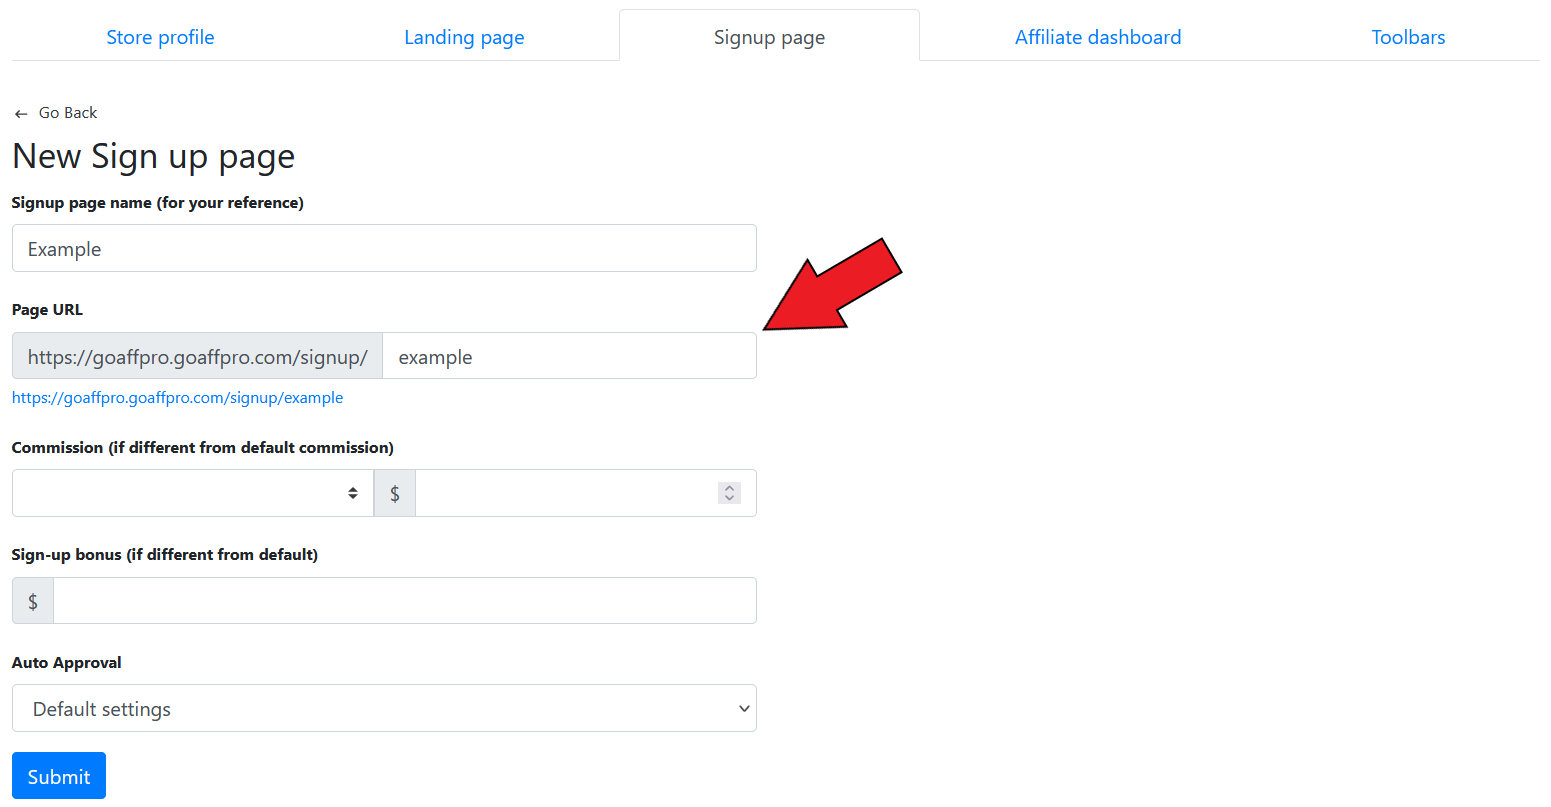 Store profile
Landing page
Signup page
Affiliate dashboard
Toolbars
← Go Back
New Sign up page
Signup page name (for your reference)
Example
Page URL
https://goaffpro.goaffpro.com/signup/ example
https://goaffpro.goaffpro.com/signup/example
Commission (if different from default commission)
$
Sign-up bonus (if different from default)
$
Auto Approval
Default settings
Submit